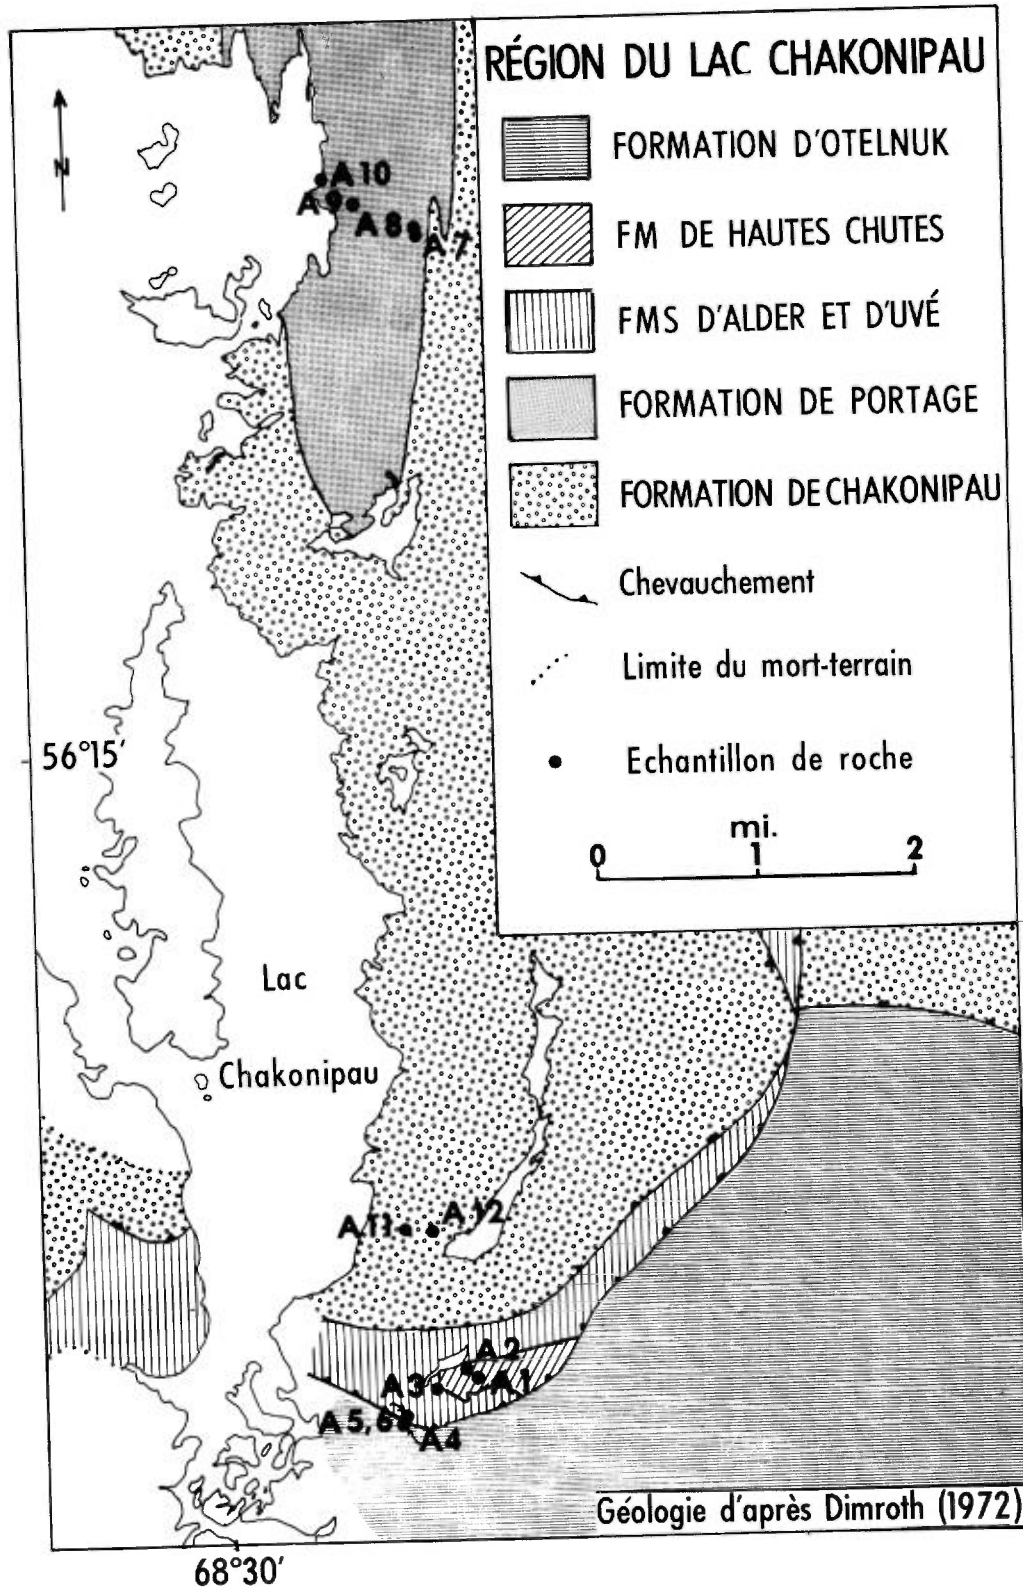 RÉGION DU LAC CHAKONIPAU
FORMATION D'OTELNUK
FM DE HAUTES CHUTES
FMS D'ALDER ET D'UVÉ
FORMATION DE PORTAGE
FORMATION DE CHAKONIPAU
Chevauchement
Limite du mort-terrain
Echantillon de roche
mi.
0 1 2
N
A10
A9
A8
A7
56°15'
Lac
Chakonipau
A11
A12
A2
A3
A1
A5,6
A4
Géologie d'après Dimroth (1972)
68°30'